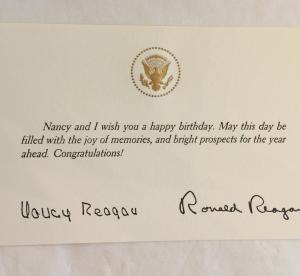 Nancy and I wish you a happy birthday. May this day be
filled with the joy of memories, and bright prospects for the year
ahead. Congratulations!
Nancy Reagan Ronald Reagan